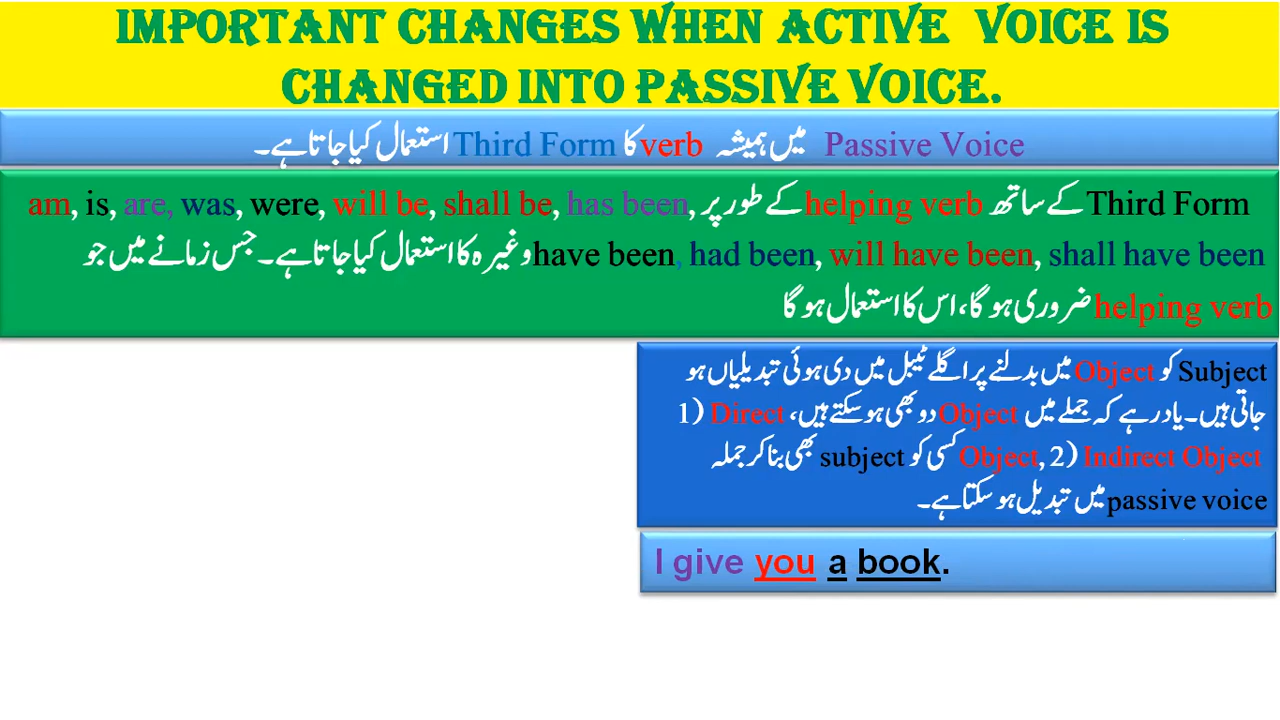 IMPORTANT CHANGES WHEN ACTIVE VOICE IS
CHANGED INTO PASSIVE VOICE.
Passive Voice میں ہمیشہ verb کا Third Form استعمال کیا جاتا ہے۔
Third Form کے ساتھ helping verb کے طور پر am, is, are, was, were, will be, shall be, has been,
have been, had been, will have been, shall have been وغیرہ کا استعمال کیا جاتا ہے۔ جس زمانے میں جو
helping verb ضروری ہو گا، اس کا استعمال ہو گا
Subject کو Object میں بدلنے پر اگلے ٹیبل میں دی ہوئی تبدیلیاں ہو
جاتی ہیں۔ یاد رہے کہ جملے میں Object دو بھی ہو سکتے ہیں، 1) Direct
Object, 2) Indirect Object کسی کو subject بھی بنا کر جملہ
passive voice میں تبدیل ہو سکتا ہے۔
I give you a book.